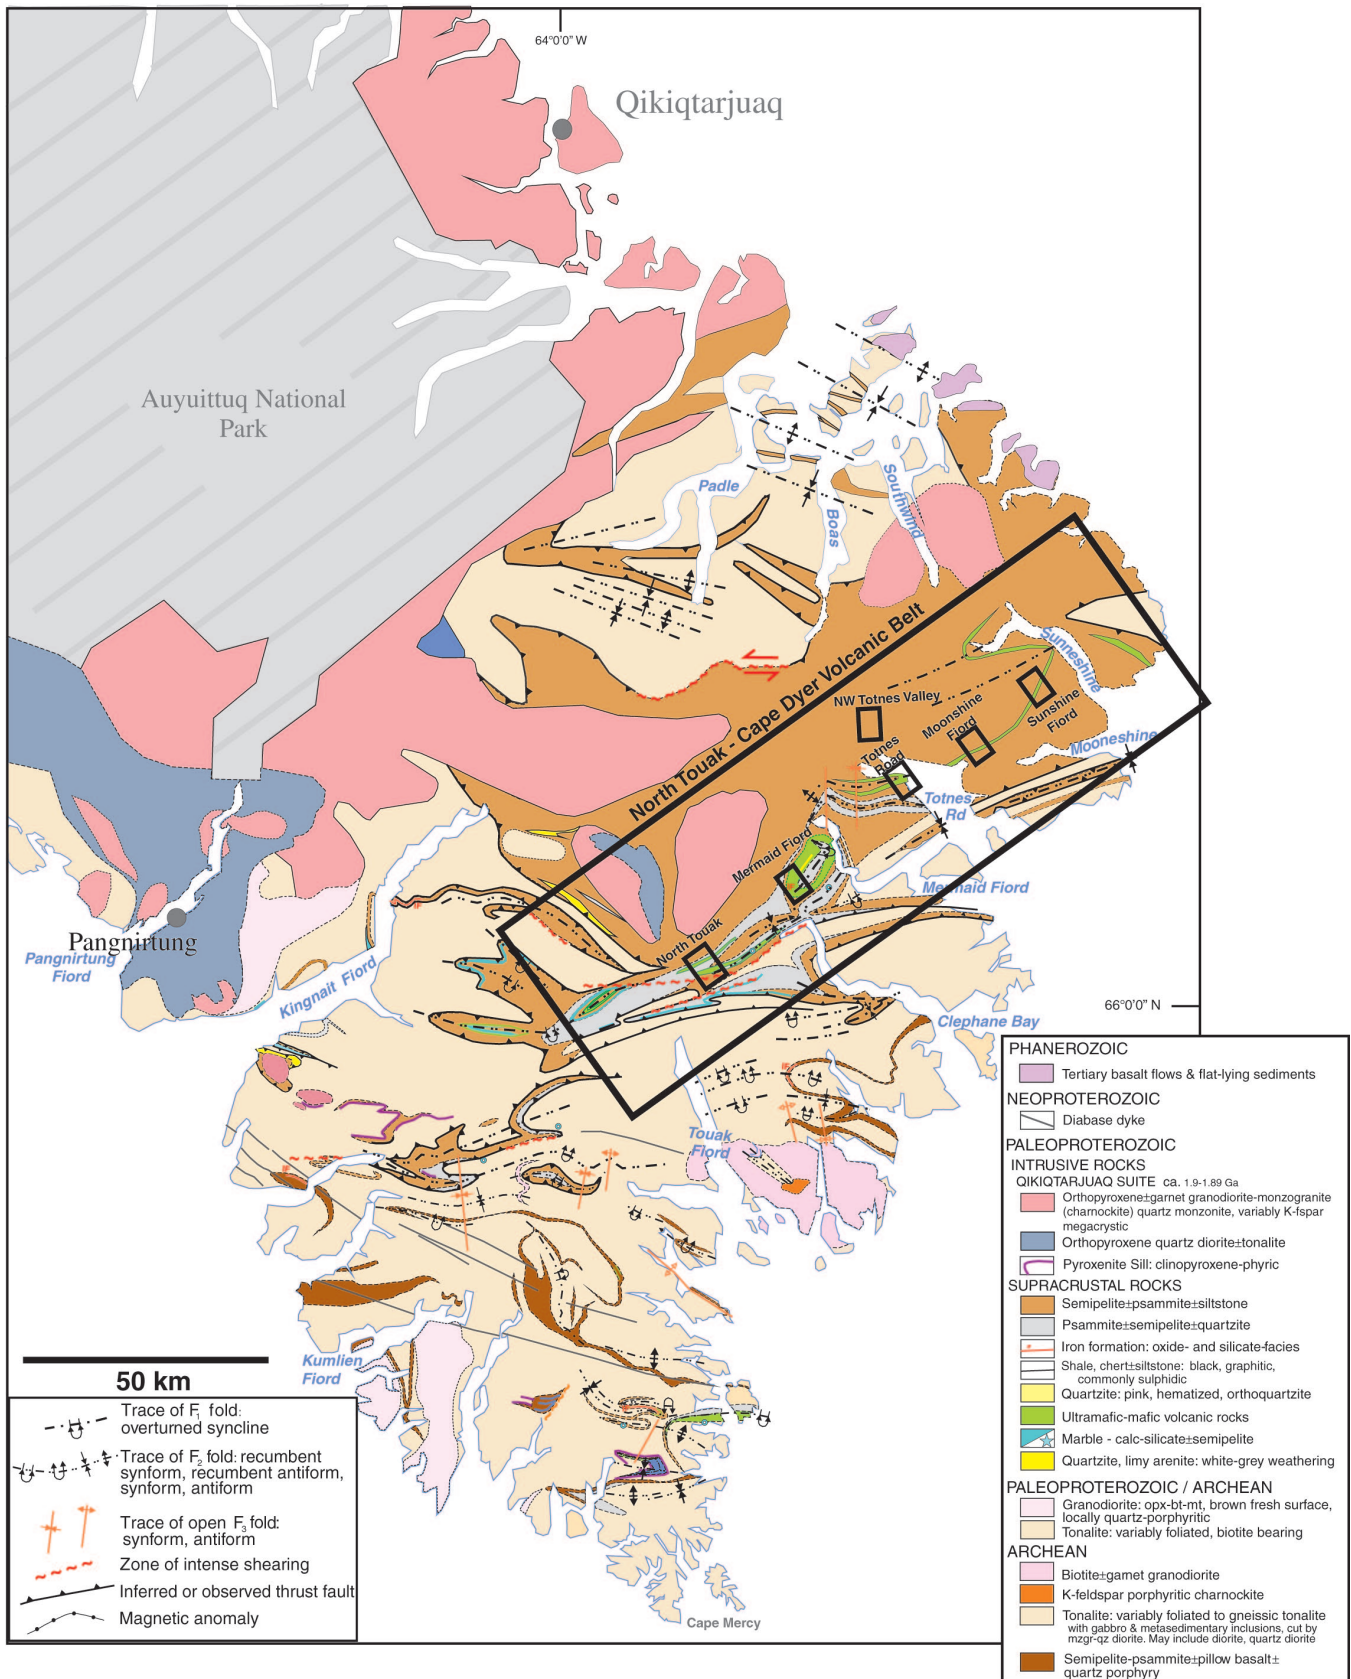 64°0'0" W
Qikiqtarjuaq
Auyuittuq National
Park
Padle
Boas
Southwind
North Touak - Cape Dyer Volcanic Belt
Sunneshine
NW Totnes Valley
Moonshine
Fiord
Sunshine
Fiord
Mooneshine
Totnes
Road
Totnes
Rd
Mermaid Fiord
Mermaid Fiord
North Touak
Pangnirtung
Pangnirtung
Fiord
Kingnait Fiord
66°0'0" N
Clephane Bay
Touak
Fiord
Kumlien
Fiord
Cape Mercy
50 km
Trace of F1 fold:
overturned syncline
Trace of F2 fold: recumbent
synform, recumbent antiform,
synform, antiform
Trace of open F3 fold:
synform, antiform
Zone of intense shearing
Inferred or observed thrust fault
Magnetic anomaly
PHANEROZOIC
Tertiary basalt flows & flat-lying sediments
NEOPROTEROZOIC
Diabase dyke
PALEOPROTEROZOIC
INTRUSIVE ROCKS
QIKIQTARJUAQ SUITE ca. 1.9-1.89 Ga
Orthopyroxene±garnet granodiorite-monzogranite
(charnockite) quartz monzonite, variably K-fspar
megacrystic
Orthopyroxene quartz diorite±tonalite
Pyroxenite Sill: clinopyroxene-phyric
SUPRACRUSTAL ROCKS
Semipelite±psammite±siltstone
Psammite±semipelite±quartzite
Iron formation: oxide- and silicate-facies
Shale, chert±siltstone: black, graphitic,
commonly sulphidic
Quartzite: pink, hematized, orthoquartzite
Ultramafic-mafic volcanic rocks
Marble - calc-silicate±semipelite
Quartzite, limy arenite: white-grey weathering
PALEOPROTEROZOIC / ARCHEAN
Granodiorite: opx-bt-mt, brown fresh surface,
locally quartz-porphyritic
Tonalite: variably foliated, biotite bearing
ARCHEAN
Biotite±garnet granodiorite
K-feldspar porphyritic charnockite
Tonalite: variably foliated to gneissic tonalite
with gabbro & metasedimentary inclusions, cut by
mzgr-qz diorite. May include diorite, quartz diorite
Semipelite-psammite±pillow basalt±
quartz porphyry